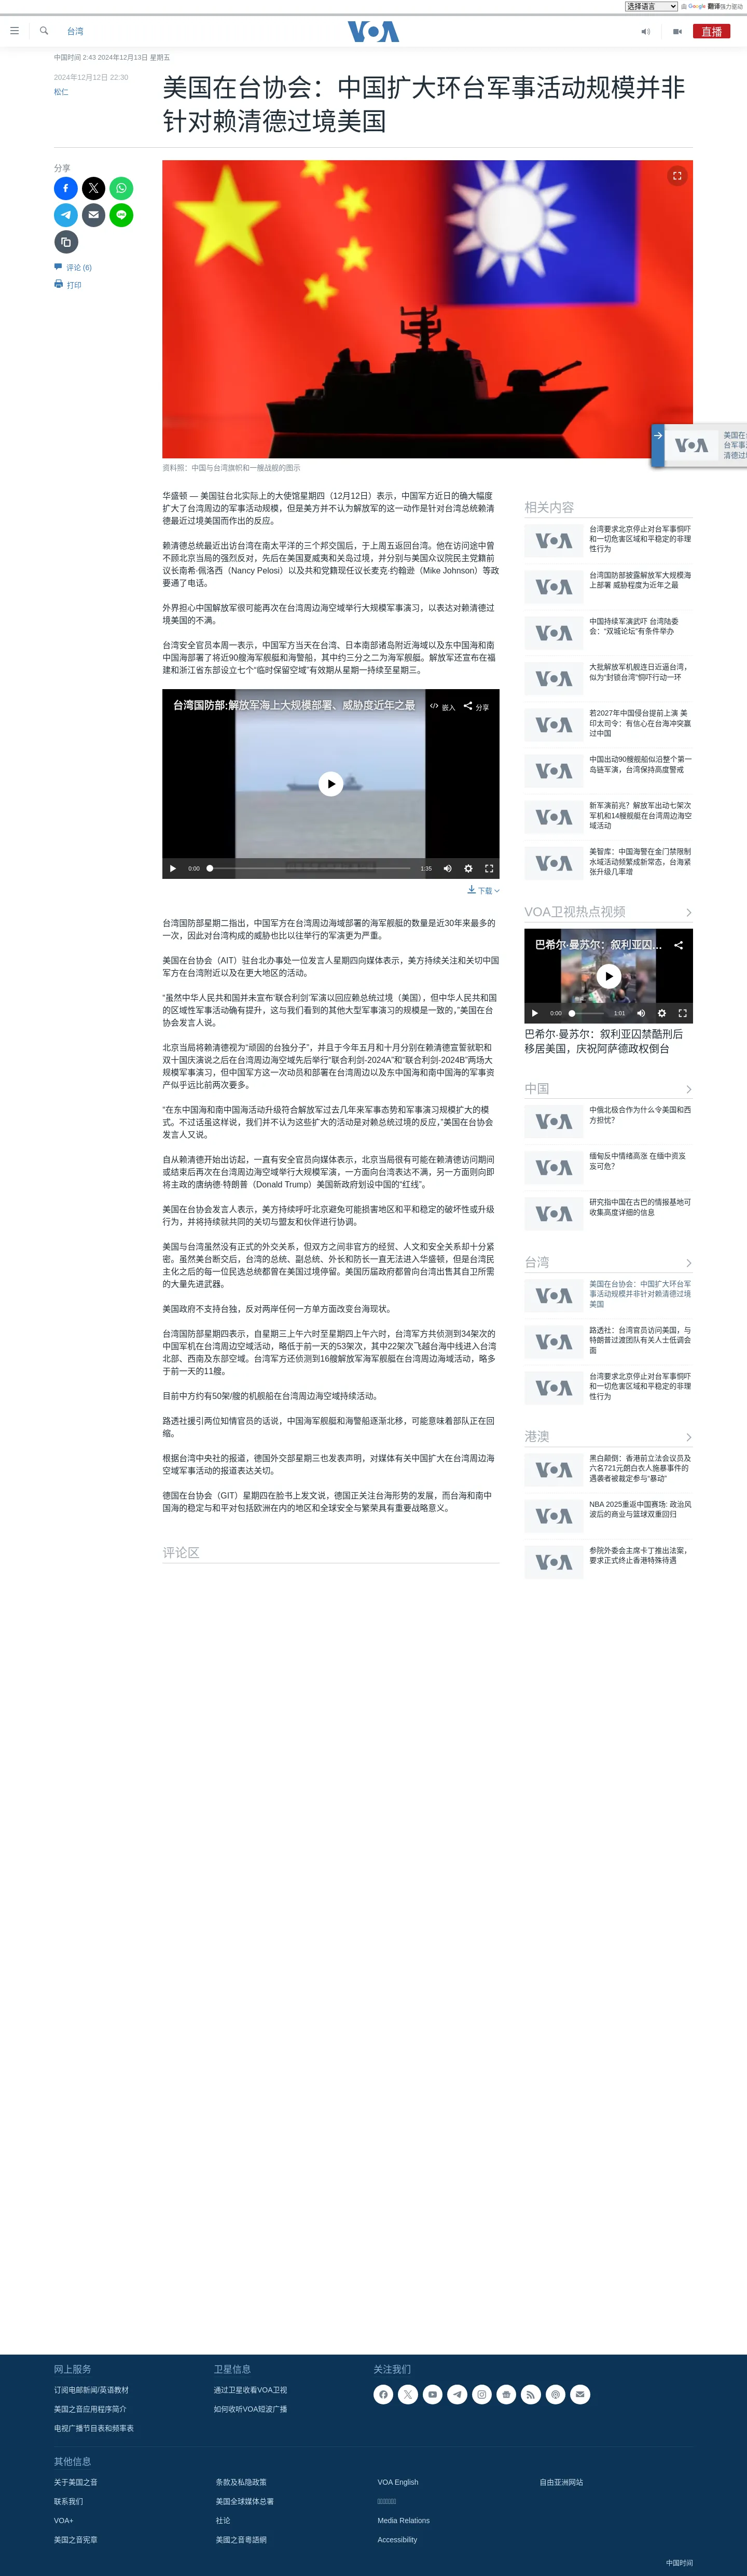 选择语言
由 Google 翻译强力驱动
台湾
VOA
直播
中国时间 2:43 2024年12月13日 星期五
2024年12月12日 22:30
松仁
美国在台协会：中国扩大环台军事活动规模并非
针对赖清德过境美国
分享
评论 (6)
打印
资料照：中国与台湾旗帜和一艘战舰的图示
VOA
美国在
台军事活
清德过境
华盛顿 — 美国驻台北实际上的大使馆星期四（12月12日）表示，中国军方近日的确大幅度
扩大了台湾周边的军事活动规模，但是美方并不认为解放军的这一动作是针对台湾总统赖清
德最近过境美国而作出的反应。
赖清德总统最近出访台湾在南太平洋的三个邦交国后，于上周五返回台湾。他在访问途中曾
不顾北京当局的强烈反对，先后在美国夏威夷和关岛过境，并分别与美国众议院民主党籍前
议长南希·佩洛西（Nancy Pelosi）以及共和党籍现任议长麦克·约翰逊（Mike Johnson）等政
要通了电话。
外界担心中国解放军很可能再次在台湾周边海空域举行大规模军事演习，以表达对赖清德过
境美国的不满。
台湾安全官员本周一表示，中国军方当天在台湾、日本南部诸岛附近海域以及东中国海和南
中国海部署了将近90艘海军舰艇和海警船，其中约三分之二为海军舰艇。解放军还宣布在福
建和浙江省东部设立七个“临时保留空域”有效期从星期一持续至星期三。
台湾国防部:解放军海上大规模部署、威胁度近年之最
嵌入
分享
0:00
1:35
下载
台湾国防部星期二指出，中国军方在台湾周边海域部署的海军舰艇的数量是近30年来最多的
一次，因此对台湾构成的威胁也比以往举行的军演更为严重。
美国在台协会（AIT）驻台北办事处一位发言人星期四向媒体表示，美方持续关注和关切中国
军方在台湾附近以及在更大地区的活动。
“虽然中华人民共和国并未宣布‘联合利剑’军演以回应赖总统过境（美国），但中华人民共和国
的区域性军事活动确有提升，这与我们看到的其他大型军事演习的规模是一致的，”美国在台
协会发言人说。
北京当局将赖清德视为“顽固的台独分子”，并且于今年五月和十月分别在赖清德宣誓就职和
双十国庆演说之后在台湾周边海空域先后举行“联合利剑-2024A”和“联合利剑-2024B”两场大
规模军事演习，但中国军方这一次动员和部署在台湾周边以及东中国海和南中国海的军事资
产似乎远比前两次要多。
“在东中国海和南中国海活动升级符合解放军过去几年来军事态势和军事演习规模扩大的模
式。不过话虽这样说，我们并不认为这些扩大的活动是对赖总统过境的反应，”美国在台协会
发言人又说。
自从赖清德开始出访起，一直有安全官员向媒体表示，北京当局很有可能在赖清德访问期间
或结束后再次在台湾周边海空域举行大规模军演，一方面向台湾表达不满，另一方面则向即
将主政的唐纳德·特朗普（Donald Trump）美国新政府划设中国的“红线”。
美国在台协会发言人表示，美方持续呼吁北京避免可能损害地区和平和稳定的破坏性或升级
行为，并将持续就共同的关切与盟友和伙伴进行协调。
美国与台湾虽然没有正式的外交关系，但双方之间非官方的经贸、人文和安全关系却十分紧
密。虽然美台断交后，台湾的总统、副总统、外长和防长一直无法进入华盛顿，但是台湾民
主化之后的每一位民选总统都曾在美国过境停留。美国历届政府都曾向台湾出售其自卫所需
的大量先进武器。
美国政府不支持台独，反对两岸任何一方单方面改变台海现状。
台湾国防部星期四表示，自星期三上午六时至星期四上午六时，台湾军方共侦测到34架次的
中国军机在台湾周边空域活动，略低于前一天的53架次，其中22架次飞越台海中线进入台湾
北部、西南及东部空域。台湾军方还侦测到16艘解放军海军舰艇在台湾周边海域活动，略多
于前一天的11艘。
目前中方约有50架/艘的机舰船在台湾周边海空域持续活动。
路透社援引两位知情官员的话说，中国海军舰艇和海警船逐渐北移，可能意味着部队正在回
缩。
根据台湾中央社的报道，德国外交部星期三也发表声明，对媒体有关中国扩大在台湾周边海
空域军事活动的报道表达关切。
德国在台协会（GIT）星期四在脸书上发文说，德国正关注台海形势的发展，而台海和南中
国海的稳定与和平对包括欧洲在内的地区和全球安全与繁荣具有重要战略意义。
评论区
相关内容
台湾要求北京停止对台军事恫吓
和一切危害区域和平稳定的非理
性行为
台湾国防部披露解放军大规模海
上部署 威胁程度为近年之最
中国持续军演武吓 台湾陆委
会：“双城论坛”有条件举办
大批解放军机舰连日近逼台湾，
似为“封锁台湾”恫吓行动一环
若2027年中国侵台提前上演 美
印太司令：有信心在台海冲突赢
过中国
中国出动90艘舰船似沿整个第一
岛链军演，台湾保持高度警戒
新军演前兆？解放军出动七架次
军机和14艘舰艇在台湾周边海空
域活动
美智库：中国海警在金门禁限制
水域活动频繁成新常态，台海紧
张升级几率增
VOA卫视热点视频
巴希尔·曼苏尔：叙利亚囚...
0:00
1:01
巴希尔·曼苏尔：叙利亚囚禁酷刑后
移居美国，庆祝阿萨德政权倒台
中国
中俄北极合作为什么令美国和西
方担忧？
缅甸反中情绪高涨 在缅中资岌
岌可危？
研究指中国在古巴的情报基地可
收集高度详细的信息
台湾
美国在台协会：中国扩大环台军
事活动规模并非针对赖清德过境
美国
路透社：台湾官员访问美国，与
特朗普过渡团队有关人士低调会
面
台湾要求北京停止对台军事恫吓
和一切危害区域和平稳定的非理
性行为
港澳
黑白颠倒：香港前立法会议员及
六名721元朗白衣人施暴事件的
遇袭者被裁定参与“暴动”
NBA 2025重返中国赛场: 政治风
波后的商业与篮球双重回归
参院外委会主席卡丁推出法案，
要求正式终止香港特殊待遇
网上服务
订阅电邮新闻/英语教材
美国之音应用程序简介
电视广播节目表和频率表
卫星信息
通过卫星收看VOA卫视
如何收听VOA短波广播
关注我们
其他信息
关于美国之音
联系我们
VOA+
美国之音宪章
条款及私隐政策
美国全球媒体总署
社论
美國之音粵語網
VOA English
Media Relations
Accessibility
自由亚洲网站
中国时间